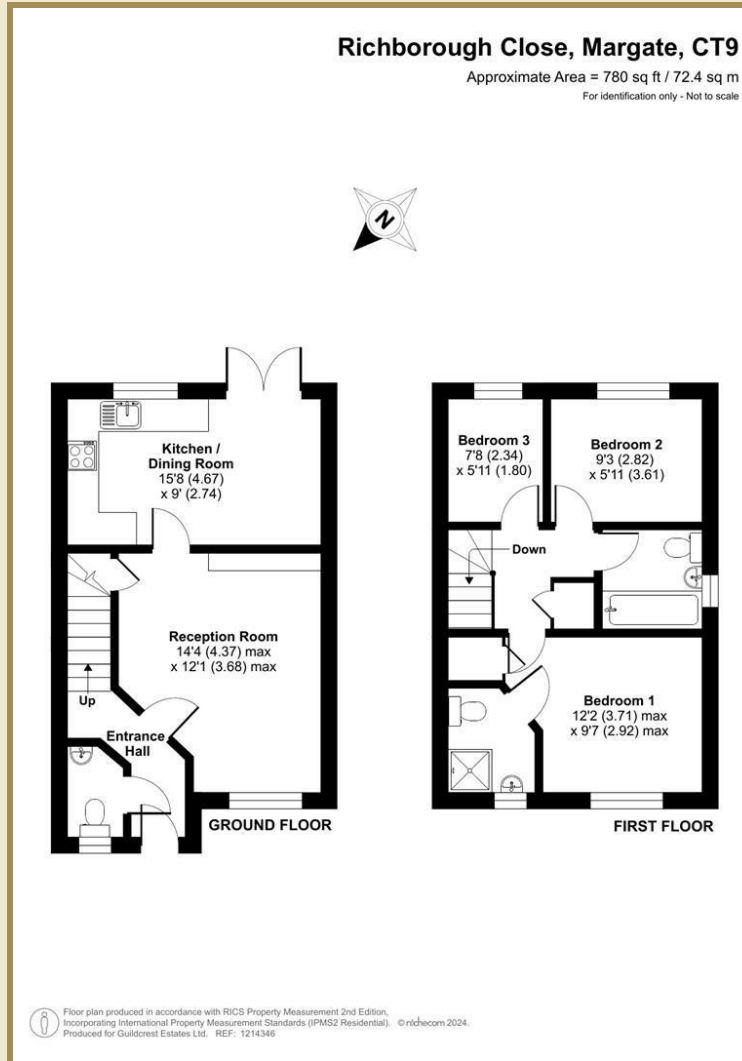 Richborough Close, Margate, CT9
Approximate Area = 780 sq ft / 72.4 sq m
For identification only - Not to scale
N
Kitchen /
Dining Room
15'8 (4.67)
x 9' (2.74)
Reception Room
14'4 (4.37) max
x 12'1 (3.68) max
Up
Entrance
Hall
GROUND FLOOR
Bedroom 3
7'8 (2.34)
x 5'11 (1.80)
Bedroom 2
9'3 (2.82)
x 5'11 (3.61)
Down
Bedroom 1
12'2 (3.71) max
x 9'7 (2.92) max
FIRST FLOOR
Floor plan produced in accordance with RICS Property Measurement 2nd Edition,
Incorporating International Property Measurement Standards (IPMS2 Residential). © nichecom 2024.
Produced for Guildcrest Estates Ltd. REF: 1214346